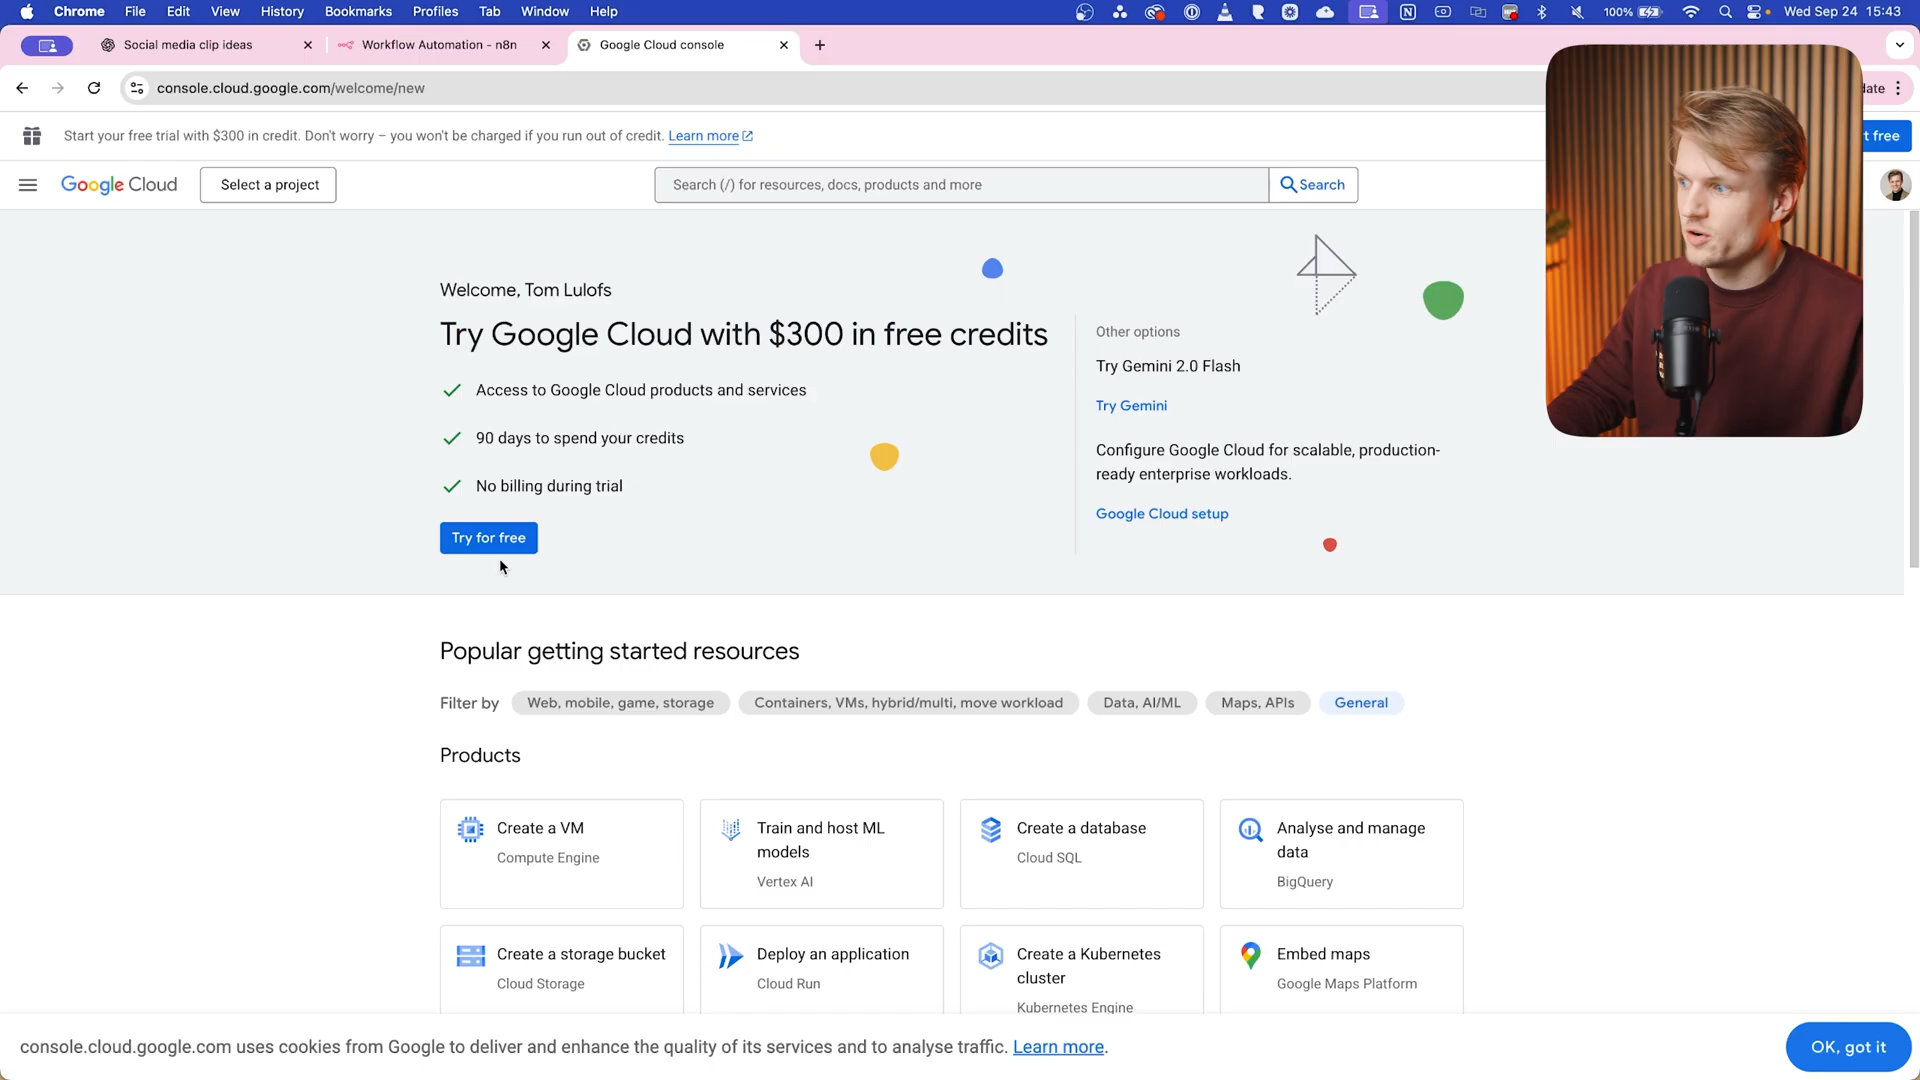 Chrome File Edit View History Bookmarks Profiles Tab Window Help 100% Wed Sep 24 15:43
Social media clip ideas Workflow Automation - n8n Google Cloud console
console.cloud.google.com/welcome/new
Start your free trial with $300 in credit. Don't worry – you won't be charged if you run out of credit. Learn more
free
Google Cloud Select a project Search (/) for resources, docs, products and more Search
Welcome, Tom Lulofs
Try Google Cloud with $300 in free credits
Access to Google Cloud products and services
90 days to spend your credits
No billing during trial
Try for free
Other options
Try Gemini 2.0 Flash
Try Gemini
Configure Google Cloud for scalable, production-
ready enterprise workloads.
Google Cloud setup
Popular getting started resources
Filter by Web, mobile, game, storage Containers, VMs, hybrid/multi, move workload Data, AI/ML Maps, APIs General
Products
Create a VM
Compute Engine
Train and host ML
models
Vertex AI
Create a database
Cloud SQL
Analyse and manage
data
BigQuery
Create a storage bucket
Cloud Storage
Deploy an application
Cloud Run
Create a Kubernetes
cluster
Kubernetes Engine
Embed maps
Google Maps Platform
console.cloud.google.com uses cookies from Google to deliver and enhance the quality of its services and to analyse traffic. Learn more.
OK, got it